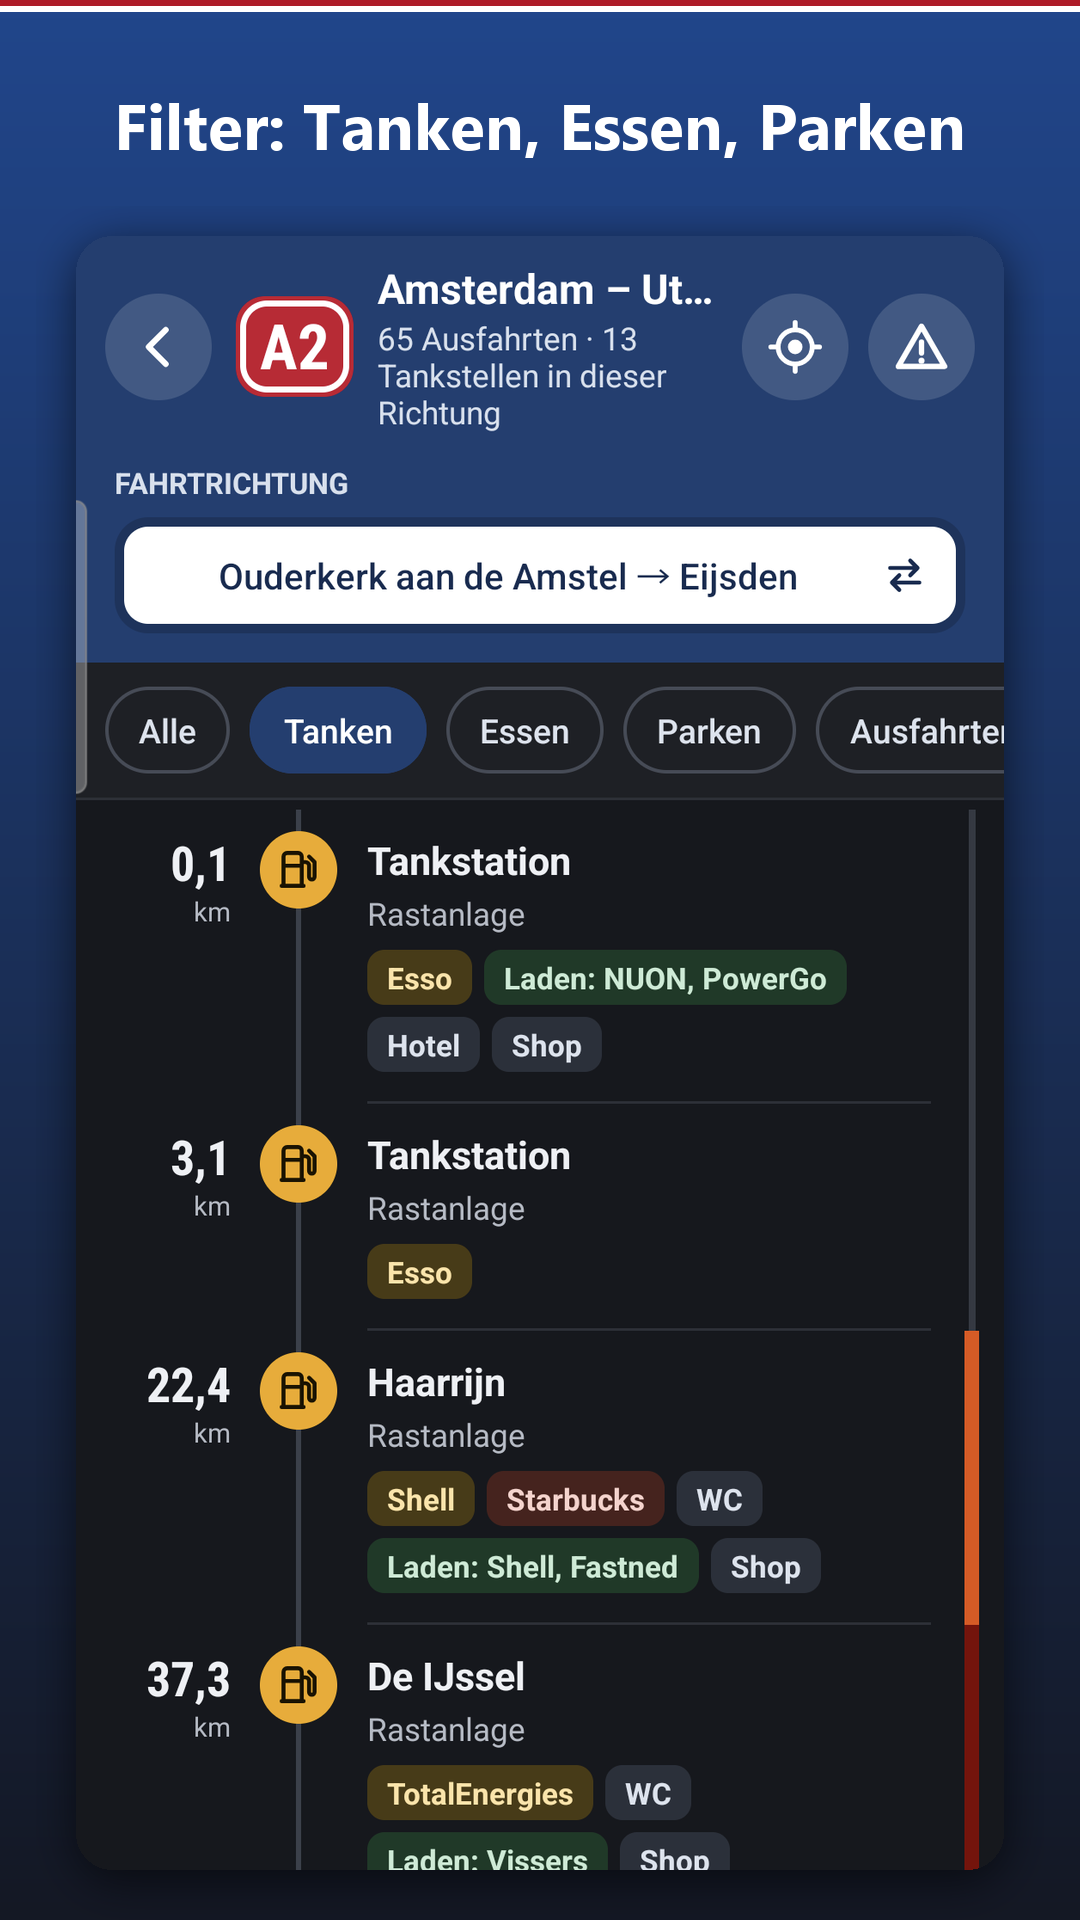 Filter: Tanken, Essen, Parken
A2
Amsterdam – Ut...
65 Ausfahrten · 13
Tankstellen in dieser
Richtung
FAHRTRICHTUNG
Ouderkerk aan de Amstel → Eijsden
Alle Tanken Essen Parken Ausfahrten
0,1 km
Tankstation
Rastanlage
Esso Laden: NUON, PowerGo
Hotel Shop
3,1 km
Tankstation
Rastanlage
Esso
22,4 km
Haarrijn
Rastanlage
Shell Starbucks WC
Laden: Shell, Fastned Shop
37,3 km
De IJssel
Rastanlage
TotalEnergies WC
Laden: Vissers Shop